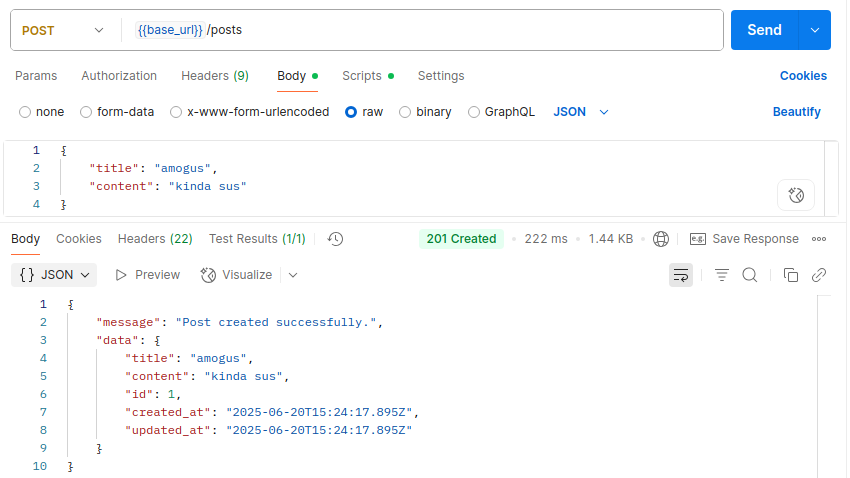 POST {{base_url}} /posts Send
Params Authorization Headers (9) Body Scripts Settings Cookies
none form-data x-www-form-urlencoded raw binary GraphQL JSON Beautify
1 {
2 "title": "amogus",
3 "content": "kinda sus"
4 }
Body Cookies Headers (22) Test Results (1/1) 201 Created 222 ms 1.44 KB e.g. Save Response
{} JSON Preview Visualize
1 {
2 "message": "Post created successfully.",
3 "data": {
4 "title": "amogus",
5 "content": "kinda sus",
6 "id": 1,
7 "created_at": "2025-06-20T15:24:17.895Z",
8 "updated_at": "2025-06-20T15:24:17.895Z"
9 }
10 }